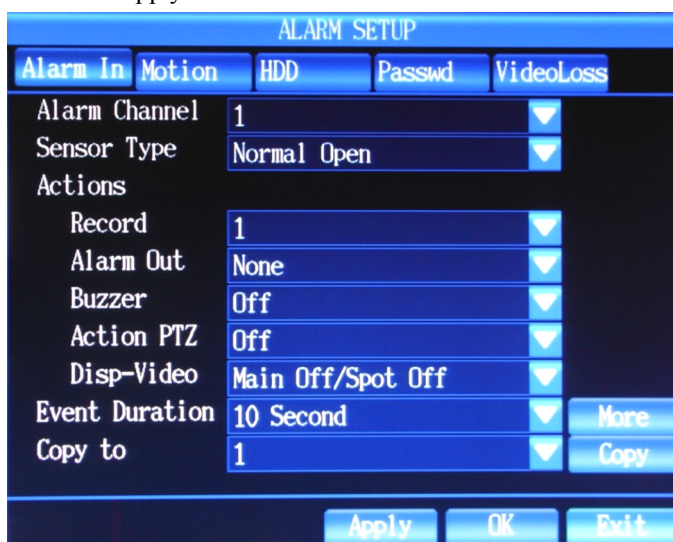 ALARM SETUP
Alarm In Motion HDD Passwd VideoLoss
Alarm Channel 1
Sensor Type Normal Open
Actions
Record 1
Alarm Out None
Buzzer Off
Action PTZ Off
Disp-Video Main Off/Spot Off
Event Duration 10 Second More
Copy to 1 Copy
Apply OK Exit